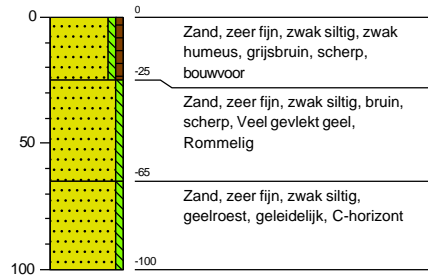 0
0
Zand, zeer fijn, zwak siltig, zwak
humeus, grijsbruin, scherp,
bouwvoor
-25
Zand, zeer fijn, zwak siltig, bruin,
scherp, Veel gevlekt geel,
Rommelig
50
-65
Zand, zeer fijn, zwak siltig,
geelroest, geleidelijk, C-horizont
100
-100